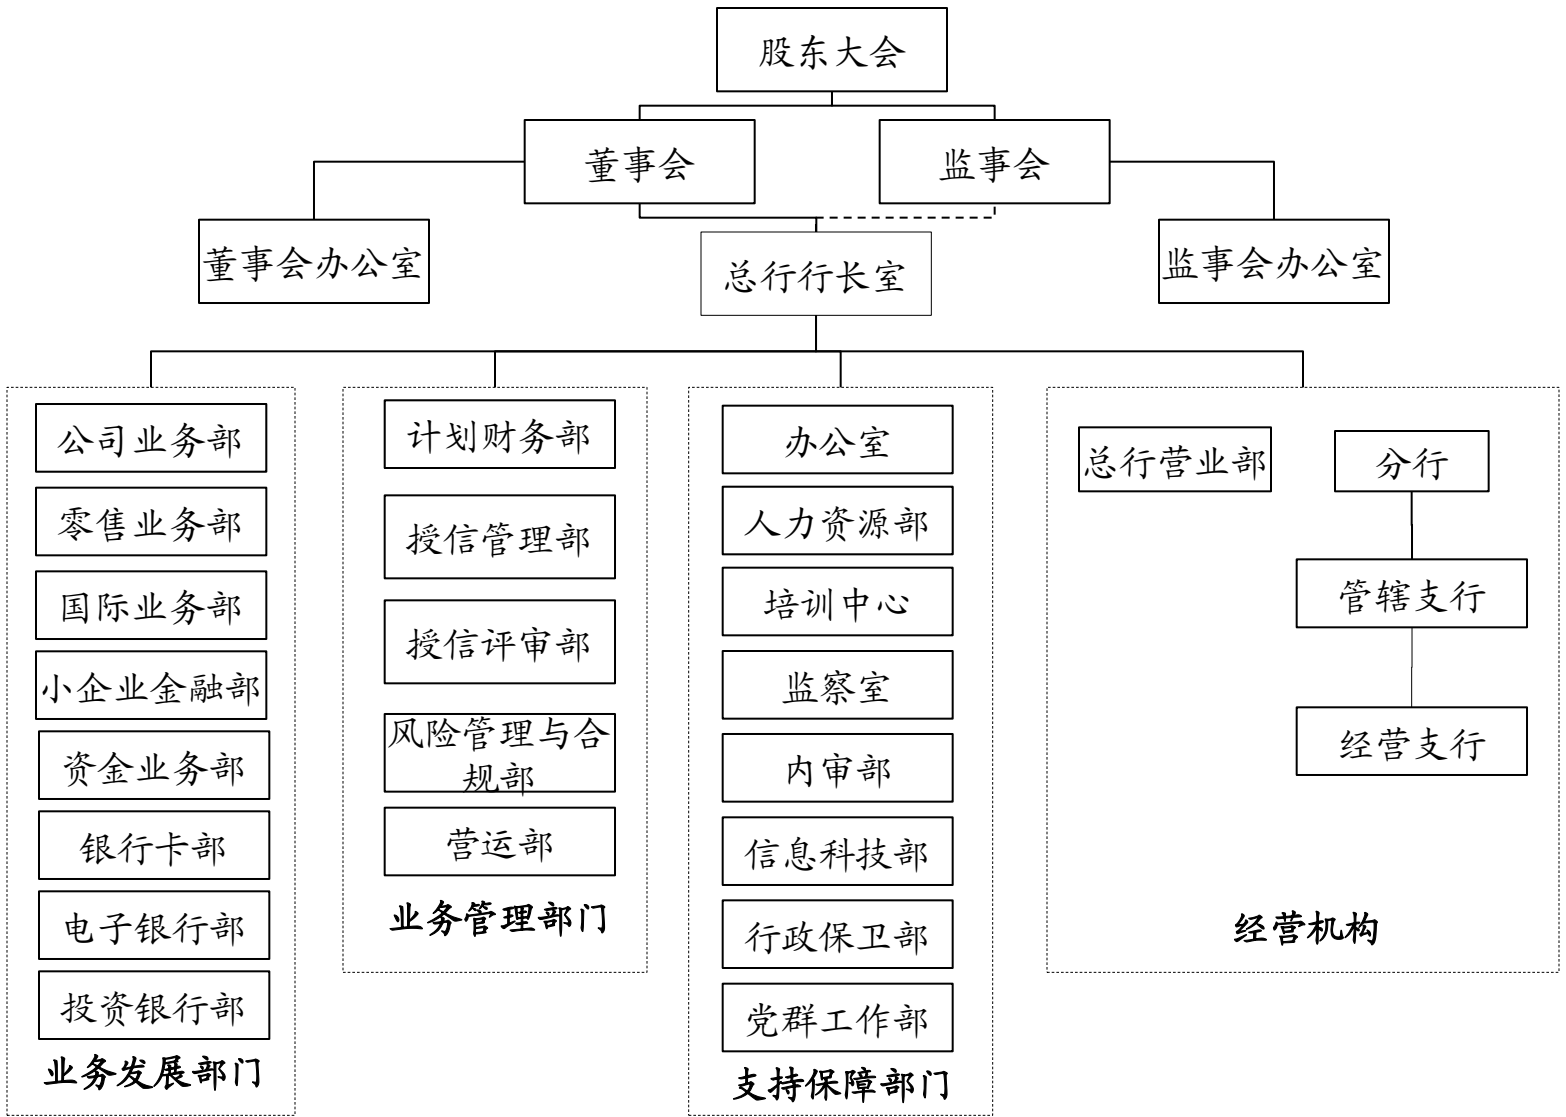 股东大会
董事会
监事会
董事会办公室
总行行长室
监事会办公室
公司业务部
零售业务部
国际业务部
小企业金融部
资金业务部
银行卡部
电子银行部
投资银行部
业务发展部门
计划财务部
授信管理部
授信评审部
风险管理与合
规部
营运部
业务管理部门
办公室
人力资源部
培训中心
监察室
内审部
信息科技部
行政保卫部
党群工作部
支持保障部门
总行营业部
分行
管辖支行
经营支行
经营机构